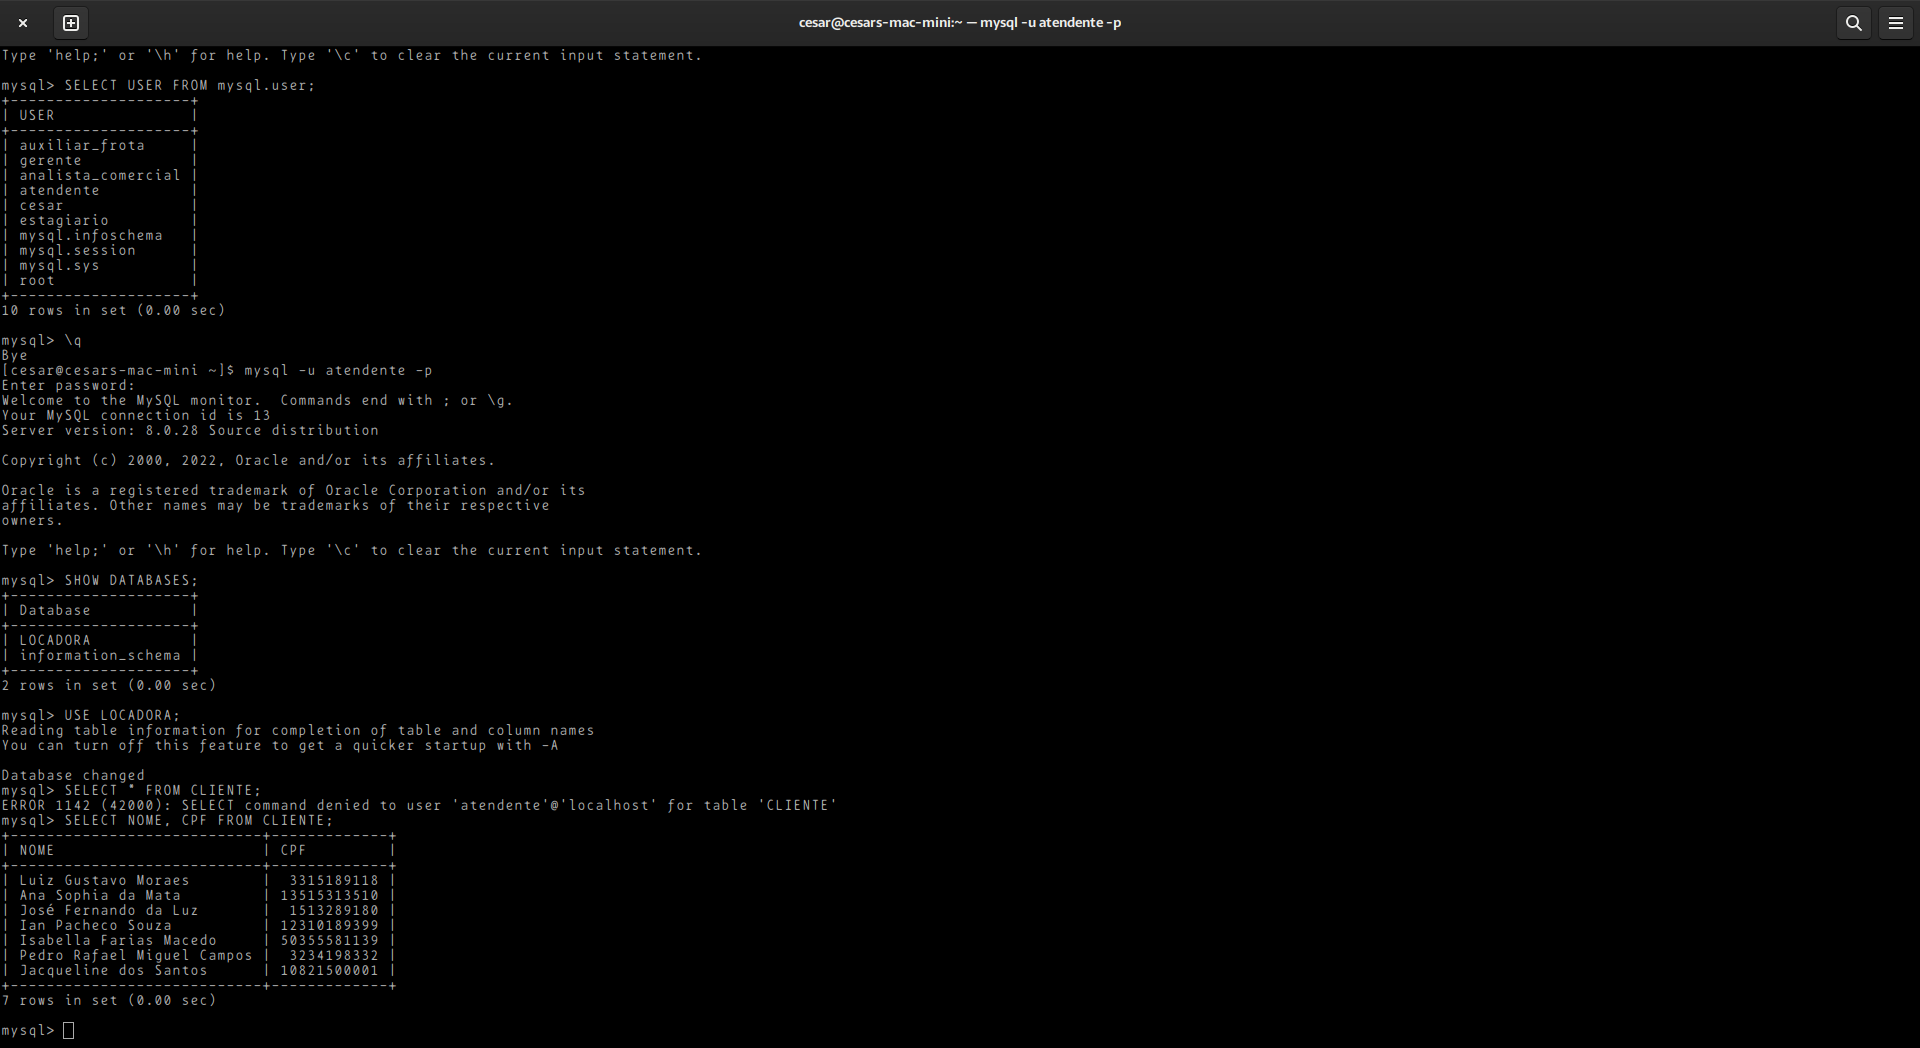 cesar@cesars-mac-mini:~ — mysql -u atendente -p
Type 'help;' or '\h' for help. Type '\c' to clear the current input statement.
mysql> SELECT USER FROM mysql.user;
+--------------------+
| USER               |
+--------------------+
| auxiliar_frota     |
| gerente            |
| analista_comercial |
| atendente          |
| cesar              |
| estagiario         |
| mysql.infoschema   |
| mysql.session      |
| mysql.sys          |
| root               |
+--------------------+
10 rows in set (0.00 sec)
mysql> \q
Bye
[cesar@cesars-mac-mini ~]$ mysql -u atendente -p
Enter password:
Welcome to the MySQL monitor.  Commands end with ; or \g.
Your MySQL connection id is 13
Server version: 8.0.28 Source distribution
Copyright (c) 2000, 2022, Oracle and/or its affiliates.
Oracle is a registered trademark of Oracle Corporation and/or its
affiliates. Other names may be trademarks of their respective
owners.
Type 'help;' or '\h' for help. Type '\c' to clear the current input statement.
mysql> SHOW DATABASES;
+--------------------+
| Database           |
+--------------------+
| LOCADORA           |
| information_schema |
+--------------------+
2 rows in set (0.00 sec)
mysql> USE LOCADORA;
Reading table information for completion of table and column names
You can turn off this feature to get a quicker startup with -A
Database changed
mysql> SELECT * FROM CLIENTE;
ERROR 1142 (42000): SELECT command denied to user 'atendente'@'localhost' for table 'CLIENTE'
mysql> SELECT NOME, CPF FROM CLIENTE;
+----------------------------+-------------+
| NOME                       | CPF         |
+----------------------------+-------------+
| Luiz Gustavo Moraes        |  3315189118 |
| Ana Sophia da Mata         | 13515313510 |
| José Fernando da Luz       |  1513289180 |
| Ian Pacheco Souza          | 12310189399 |
| Isabella Farias Macedo     | 50355581139 |
| Pedro Rafael Miguel Campos |  3234198332 |
| Jacqueline dos Santos      | 10821500001 |
+----------------------------+-------------+
7 rows in set (0.00 sec)
mysql>